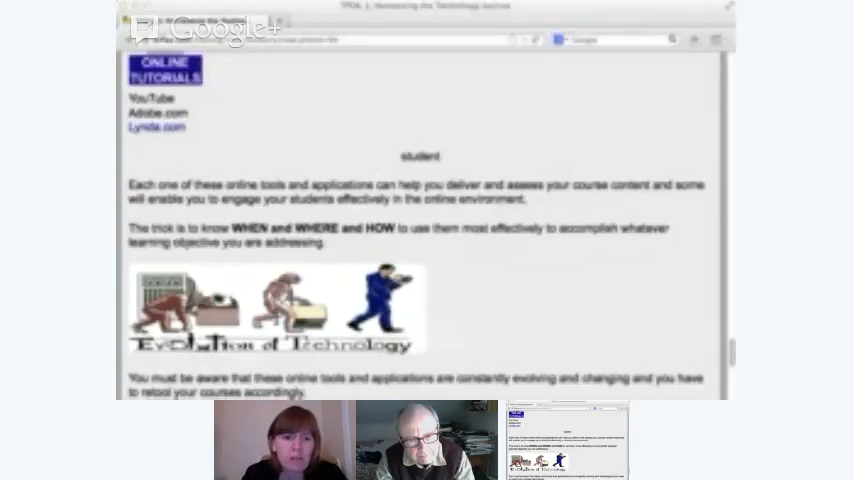 Google+
Google
ONLINE
TUTORIALS
YouTube
Adobe.com
Lynda.com
student
Each one of these online tools and applications can help you deliver and assess your course content and some
will enable you to engage your students effectively in the online environment.
The trick is to know WHEN and WHERE and HOW to use them most effectively to accomplish whatever
learning objective you are addressing.
Evolution of Technology
You must be aware that these online tools and applications are constantly evolving and changing and you have
to retool your courses accordingly.